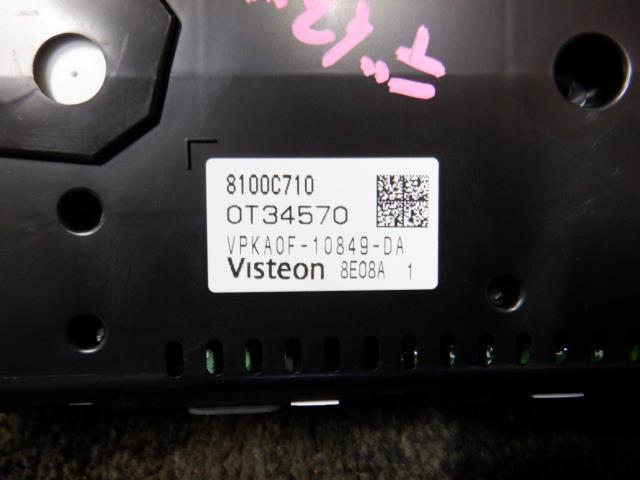 8100C710
0T34570
VPKA0F-10849-DA
Visteon 8E08A 1